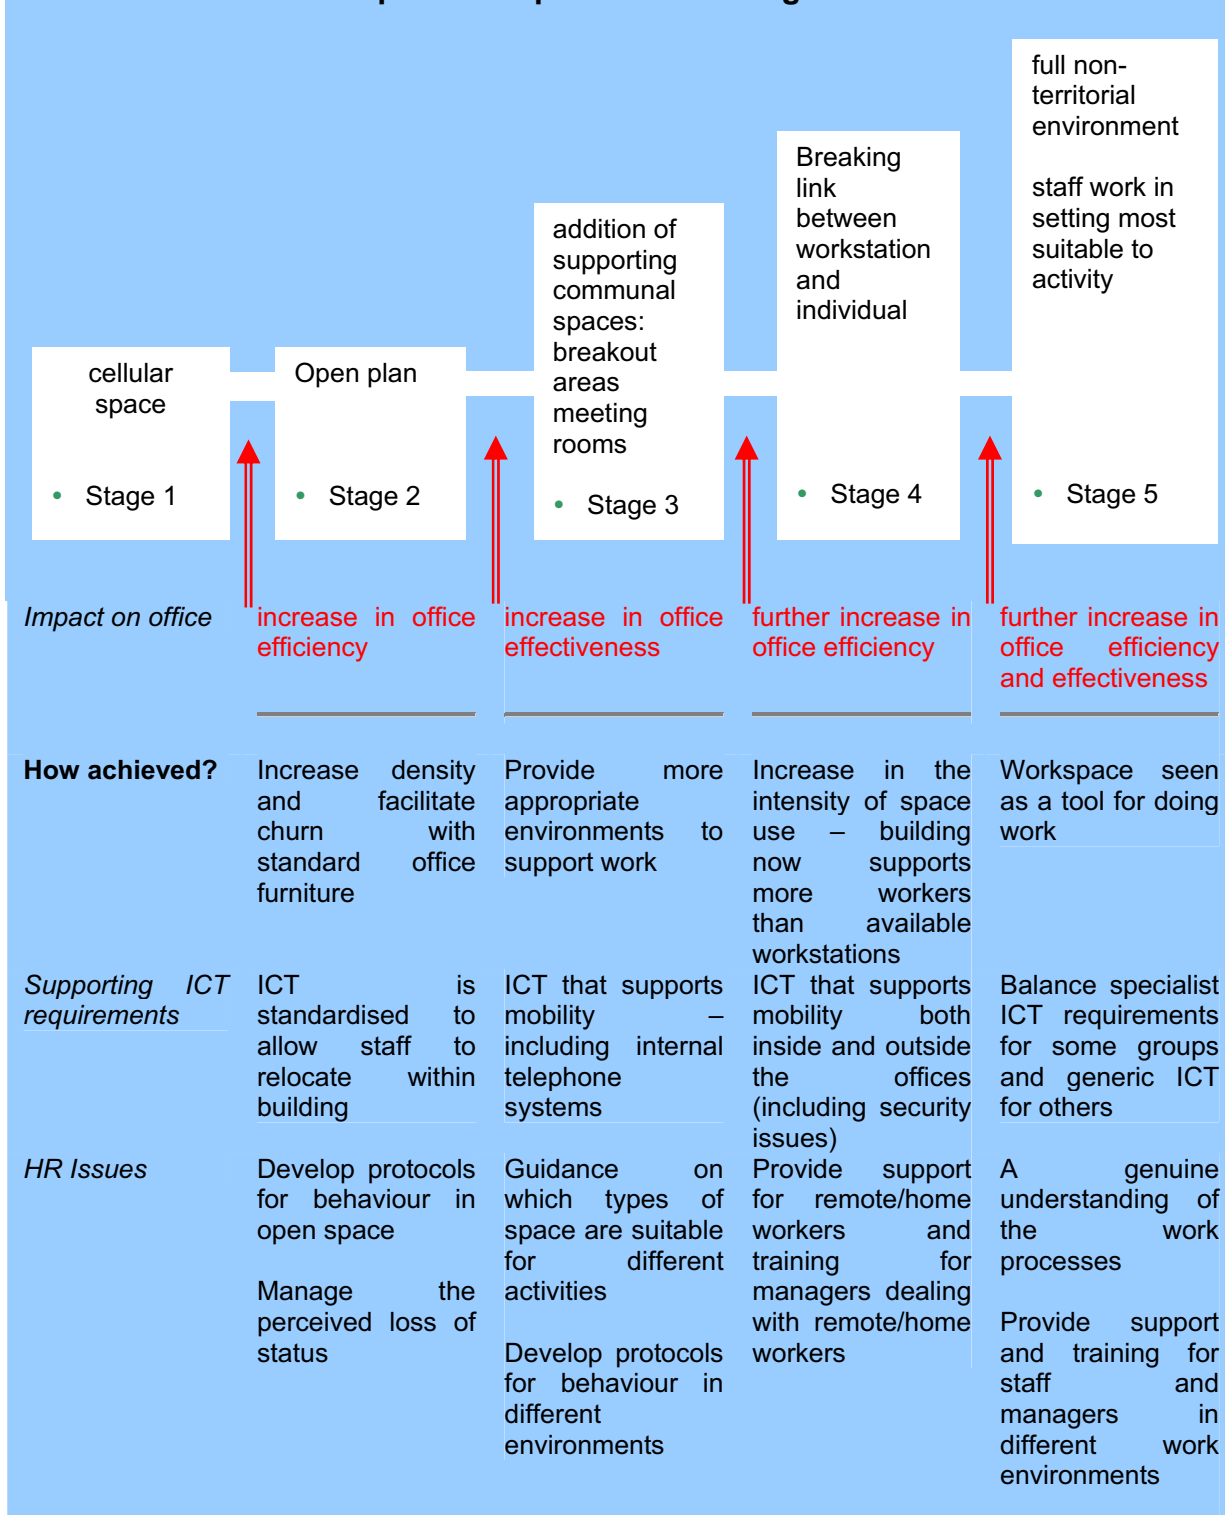 cellular
space
• Stage 1
Open plan
• Stage 2
addition of
supporting
communal
spaces:
breakout
areas
meeting
rooms
• Stage 3
Breaking
link
between
workstation
and
individual
• Stage 4
full non-
territorial
environment
staff work in
setting most
suitable to
activity
• Stage 5
Impact on office
increase in office
efficiency
increase in office
effectiveness
further increase in
office efficiency
further increase in
office efficiency
and effectiveness
How achieved?
Increase density
and facilitate
churn with
standard office
furniture
Provide more
appropriate
environments to
support work
Increase in the
intensity of space
use – building
now supports
more workers
than available
workstations
Workspace seen
as a tool for doing
work
Supporting ICT
requirements
ICT is
standardised to
allow staff to
relocate within
building
ICT that supports
mobility –
including internal
telephone
systems
ICT that supports
mobility both
inside and outside
the offices
(including security
issues)
Balance specialist
ICT requirements
for some groups
and generic ICT
for others
HR Issues
Develop protocols
for behaviour in
open space
Manage the
perceived loss of
status
Guidance on
which types of
space are suitable
for different
activities
Develop protocols
for behaviour in
different
environments
Provide support
for remote/home
workers and
training for
managers dealing
with remote/home
workers
A genuine
understanding of
the work
processes
Provide support
and training for
staff and
managers in
different work
environments